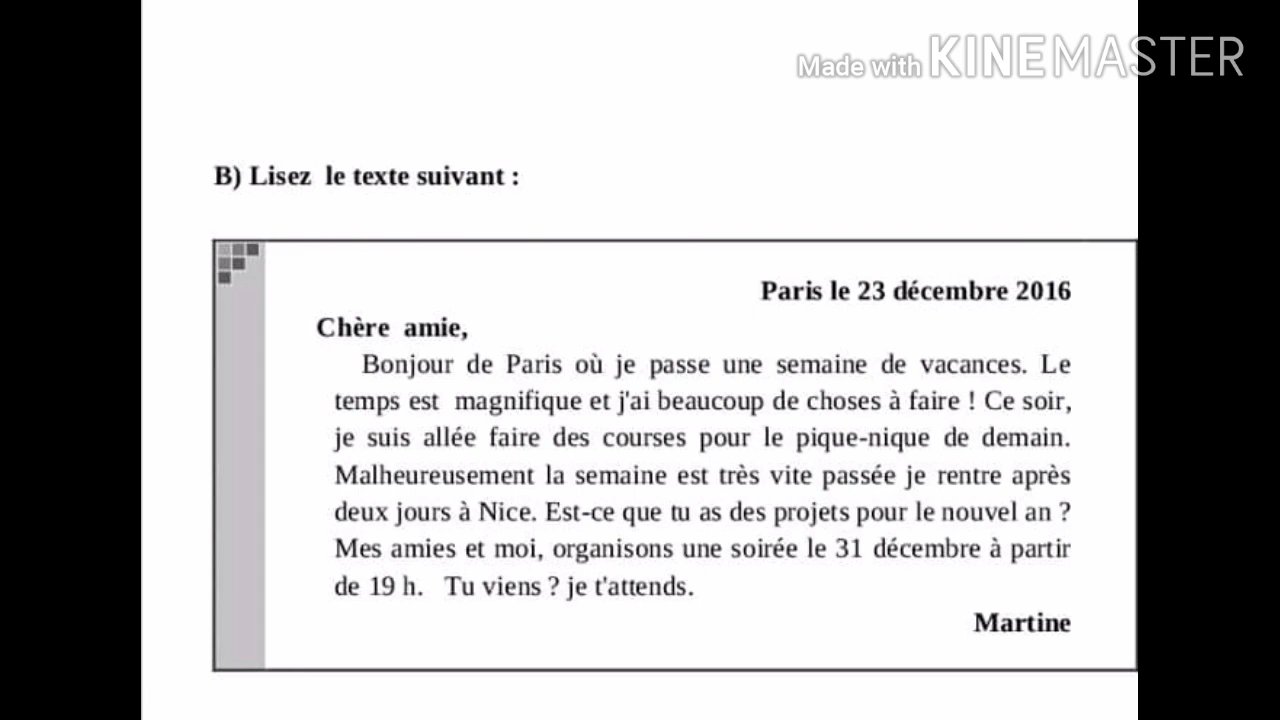 Made with KINEMASTER
B) Lisez le texte suivant :
Paris le 23 décembre 2016
Chère amie,
Bonjour de Paris où je passe une semaine de vacances. Le
temps est magnifique et j'ai beaucoup de choses à faire ! Ce soir,
je suis allée faire des courses pour le pique-nique de demain.
Malheureusement la semaine est très vite passée je rentre après
deux jours à Nice. Est-ce que tu as des projets pour le nouvel an ?
Mes amies et moi, organisons une soirée le 31 décembre à partir
de 19 h. Tu viens ? je t'attends.
Martine